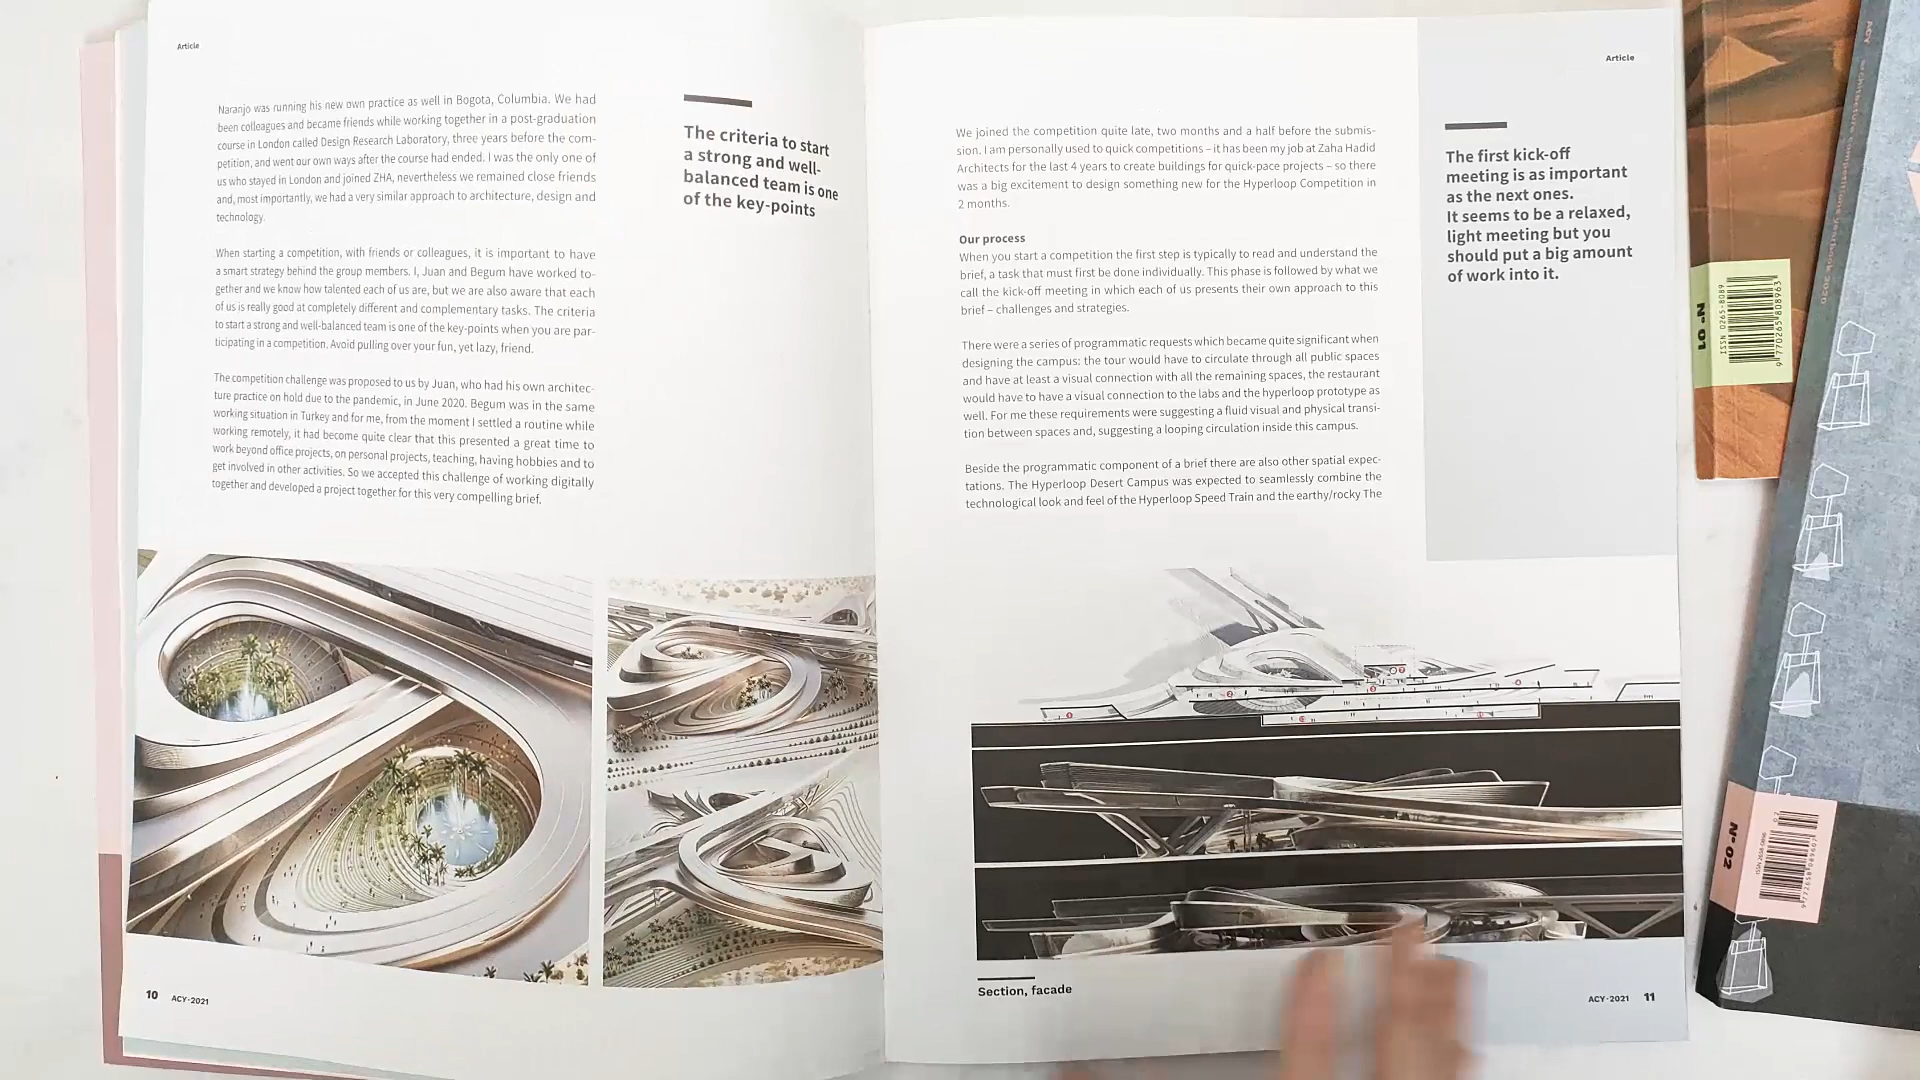 Article
Naranjo was running his new own practice as well in Bogota, Columbia. We had
been colleagues and became friends while working together in a post-graduation
course in London called Design Research Laboratory, three years before the com-
petition, and went our own ways after the course had ended. I was the only one of
us who stayed in London and joined ZHA, nevertheless we remained close friends
and, most importantly, we had a very similar approach to architecture, design and
technology.
When starting a competition, with friends or colleagues, it is important to have
a smart strategy behind the group members. I, Juan and Begum have worked to-
gether and we know how talented each of us are, but we are also aware that each
of us is really good at completely different and complementary tasks. The criteria
to start a strong and well-balanced team is one of the key-points when you are par-
ticipating in a competition. Avoid pulling over your fun, yet lazy, friend.
The competition challenge was proposed to us by Juan, who had his own architec-
ture practice on hold due to the pandemic, in June 2020. Begum was in the same
working situation in Turkey and for me, from the moment I settled a routine while
working remotely, it had become quite clear that this presented a great time to
work beyond office projects, on personal projects, teaching, having hobbies and to
get involved in other activities. So we accepted this challenge of working digitally
together and developed a project together for this very compelling brief.
The criteria to start
a strong and well-
balanced team is one
of the key-points
10 ACY-2021
Article
We joined the competition quite late, two months and a half before the submis-
sion. I am personally used to quick competitions – it has been my job at Zaha Hadid
Architects for the last 4 years to create buildings for quick-pace projects – so there
was a big excitement to design something new for the Hyperloop Competition in
2 months.
Our process
When you start a competition the first step is typically to read and understand the
brief, a task that must first be done individually. This phase is followed by what we
call the kick-off meeting in which each of us presents their own approach to this
brief – challenges and strategies.
There were a series of programmatic requests which became quite significant when
designing the campus: the tour would have to circulate through all public spaces
and have at least a visual connection with all the remaining spaces, the restaurant
would have to have a visual connection to the labs and the hyperloop prototype as
well. For me these requirements were suggesting a fluid visual and physical transi-
tion between spaces and, suggesting a looping circulation inside this campus.
Beside the programmatic component of a brief there are also other spatial expec-
tations. The Hyperloop Desert Campus was expected to seamlessly combine the
technological look and feel of the Hyperloop Speed Train and the earthy/rocky The
The first kick-off
meeting is as important
as the next ones.
It seems to be a relaxed,
light meeting but you
should put a big amount
of work into it.
Section, facade
ACY-2021 11
Nº 01
ISSN 0265-8089
9770265808963
Nº 02